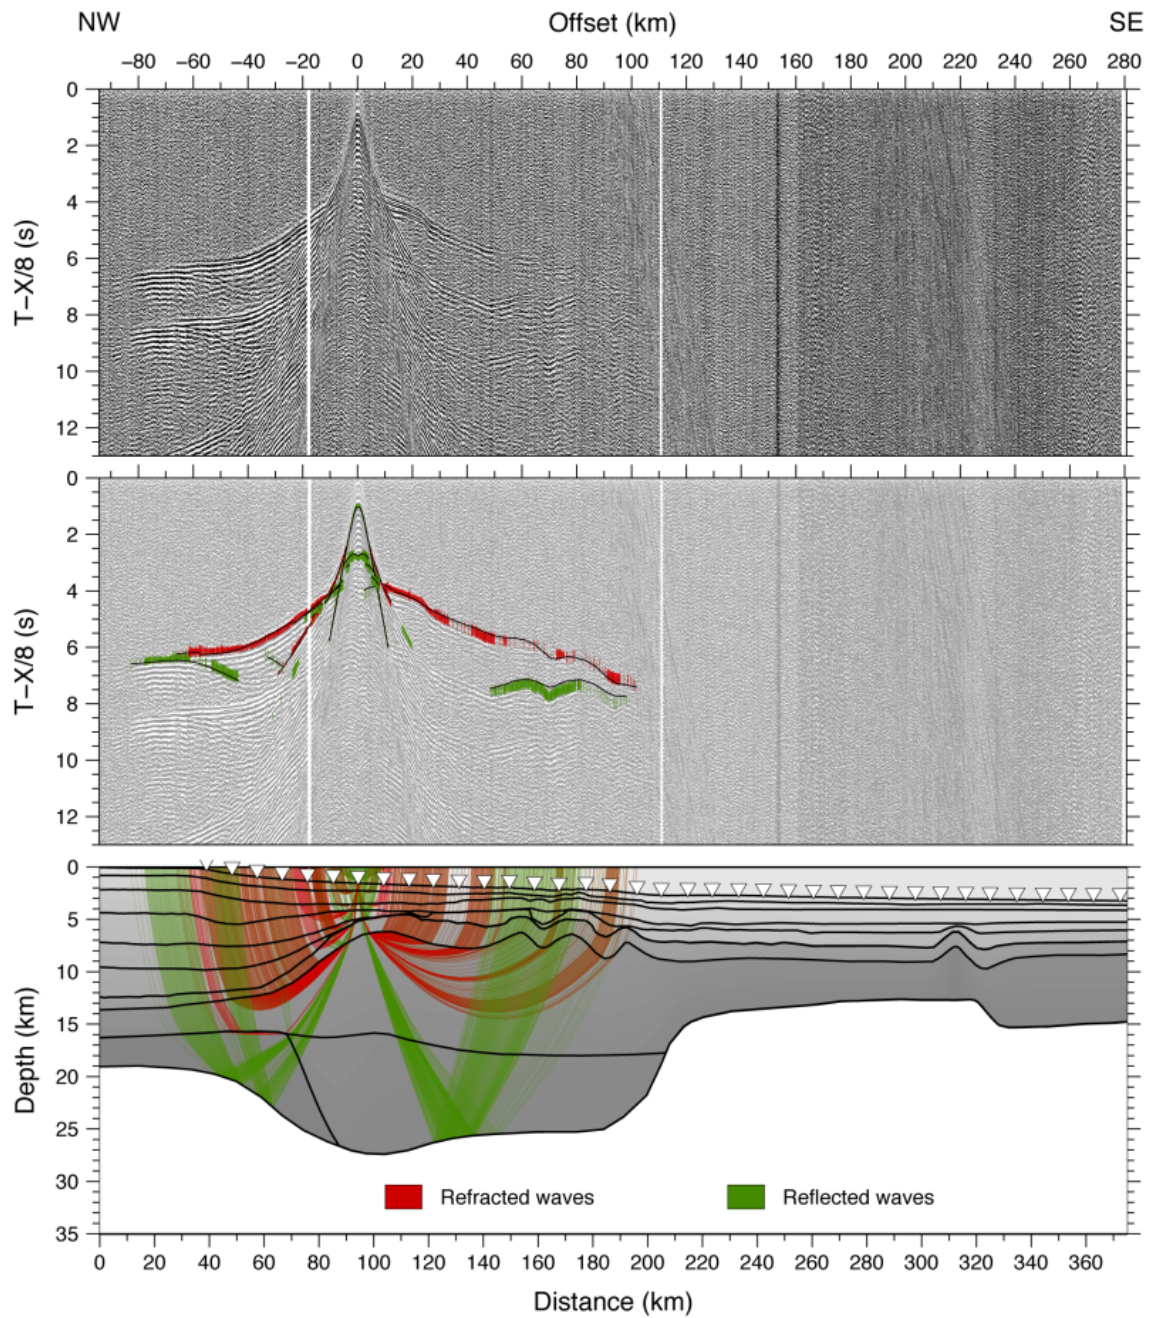 NW Offset (km) SE
−80 −60 −40 −20 0 20 40 60 80 100 120 140 160 180 200 220 240 260 280
0
2
4
6
8
10
12
T−X/8 (s)
0
2
4
6
8
10
12
T−X/8 (s)
0
5
10
15
20
25
30
35
Depth (km)
Refracted waves Reflected waves
0 20 40 60 80 100 120 140 160 180 200 220 240 260 280 300 320 340 360
Distance (km)